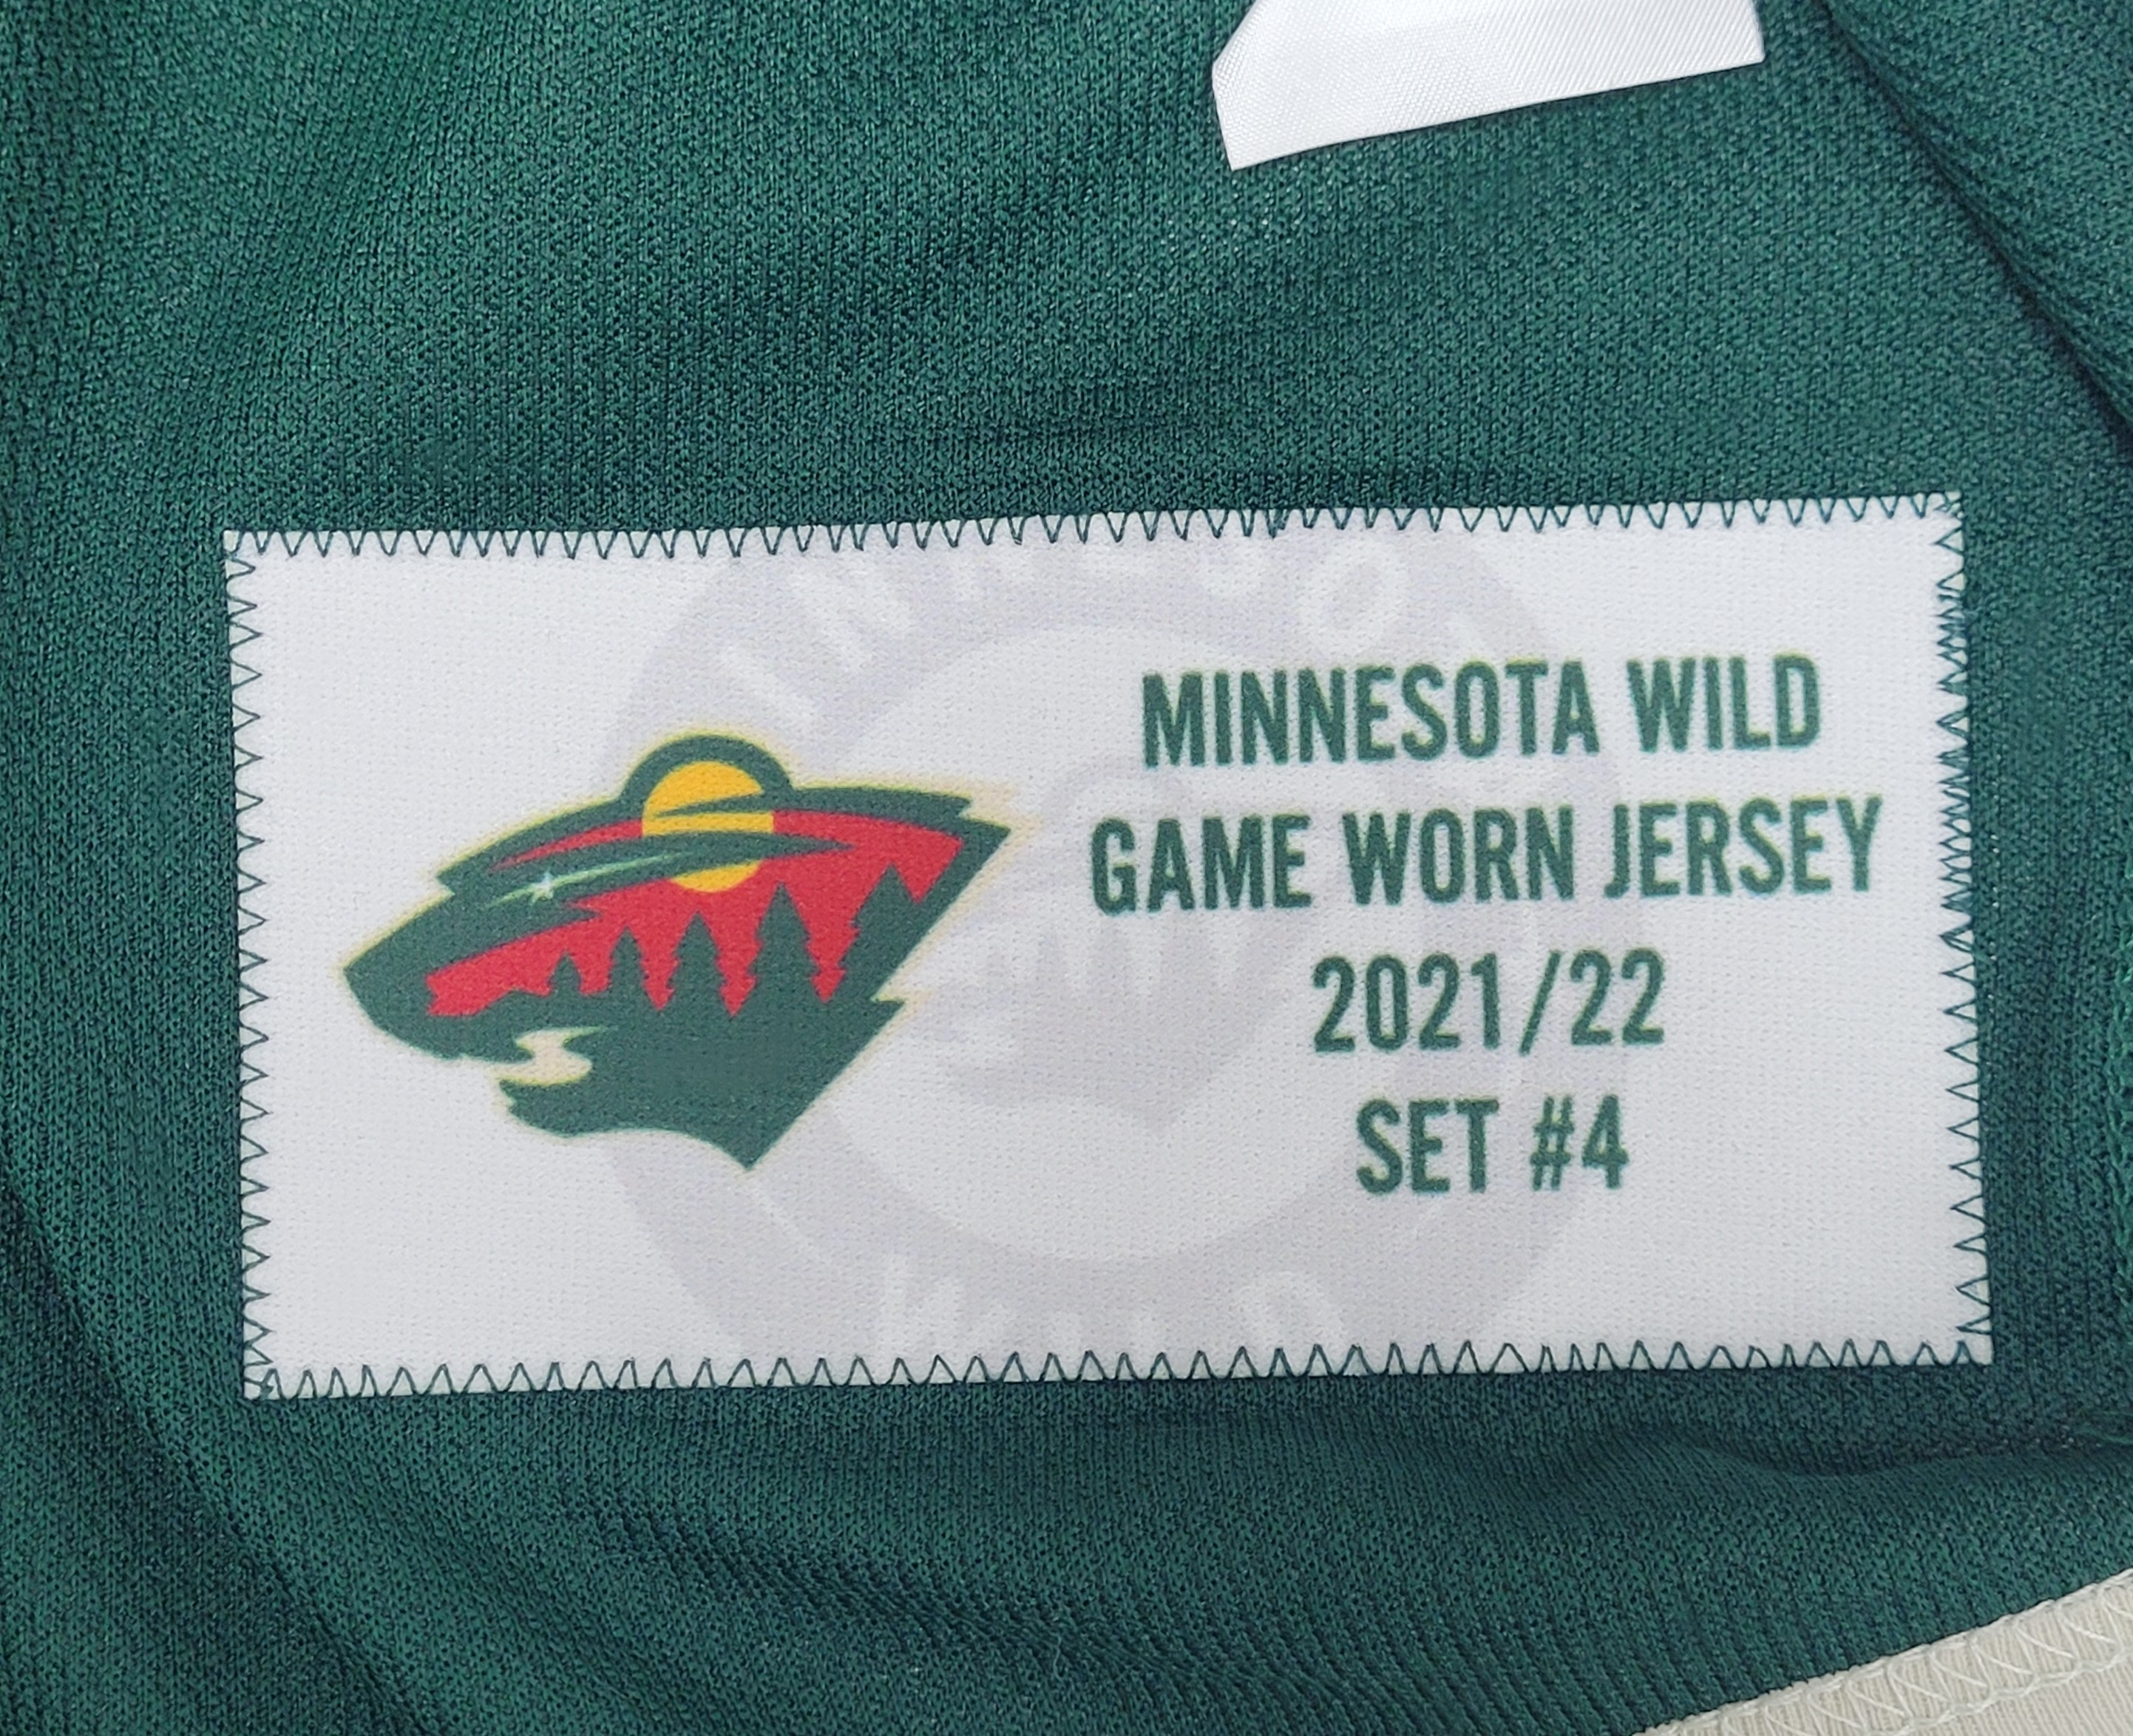 MINNESOTA WILD
GAME WORN JERSEY
2021/22
SET #4